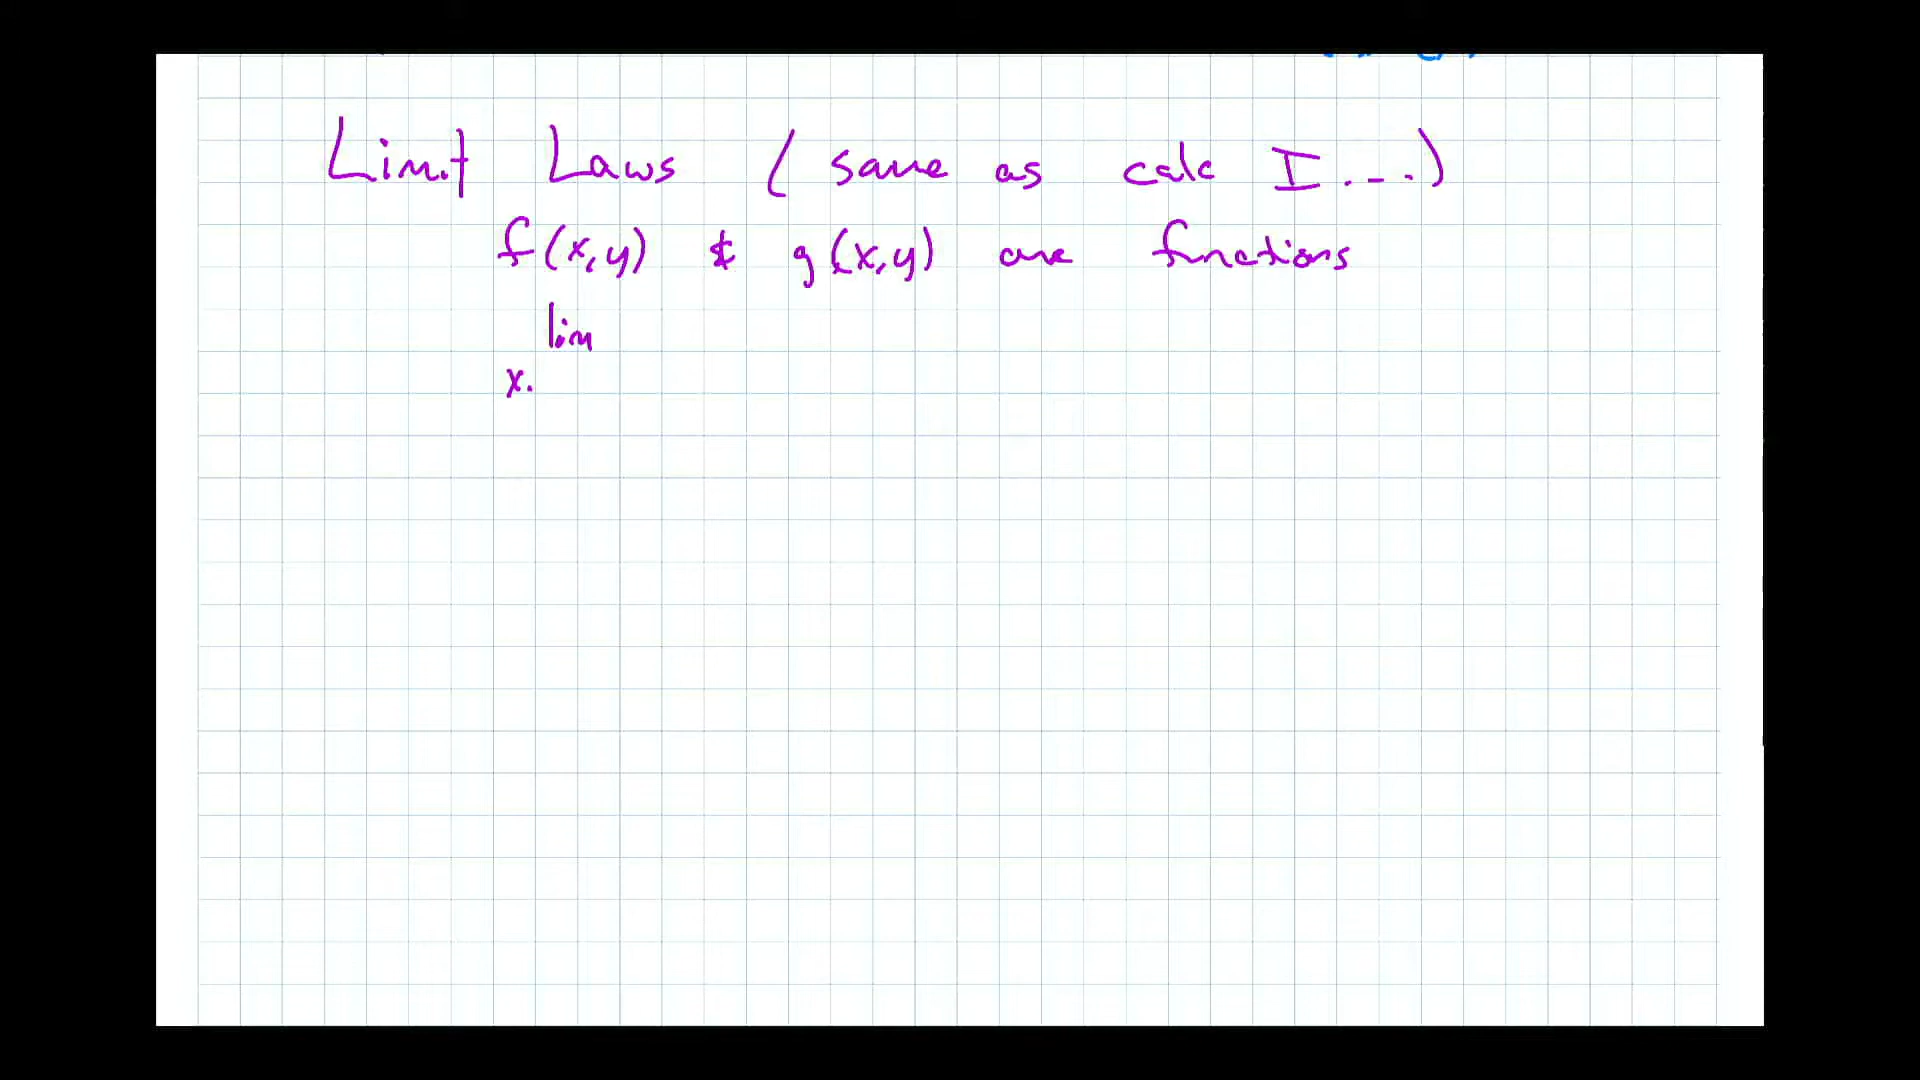 Limit Laws (same as calc I...)
f(x,y) & g(x,y) are functions
lim
x.